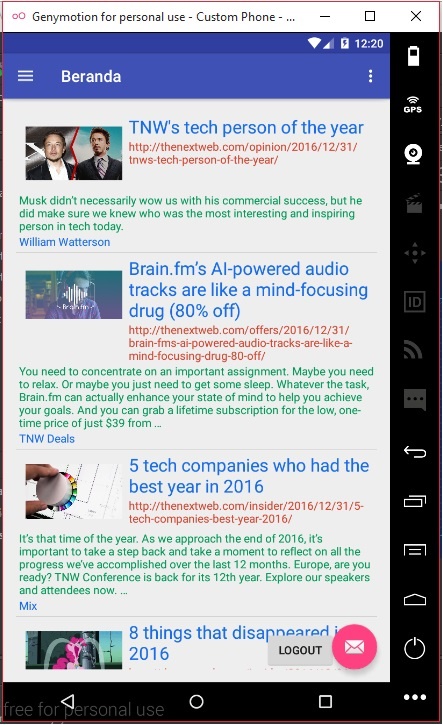 Genymotion for personal use - Custom Phone - ...
12:20
Beranda
GPS
TNW's tech person of the year
http://thenextweb.com/opinion/2016/12/31/
tnws-tech-person-of-the-year/
Musk didn't necessarily wow us with his commercial success, but he
did make sure we knew who was the most interesting and inspiring
person in tech today.
William Watterson
Brain.fm's AI-powered audio
tracks are like a mind-focusing
drug (80% off)
http://thenextweb.com/offers/2016/12/31/
brain-fms-ai-powered-audio-tracks-are-like-a-
mind-focusing-drug-80-off/
Brain.fm
You need to concentrate on an important assignment. Maybe you need
to relax. Or maybe you just need to get some sleep. Whatever the task,
Brain.fm can actually enhance your state of mind to help you achieve
your goals. And you can grab a lifetime subscription for the low, one-
time price of just $39 from ...
TNW Deals
ID
5 tech companies who had the
best year in 2016
http://thenextweb.com/insider/2016/12/31/5-
tech-companies-best-year-2016/
It's that time of the year. As we approach the end of 2016, it's
important to take a step back and take a moment to reflect on all the
progress we've accomplished over the last 12 months. Europe, are you
ready? TNW Conference is back for its 12th year. Explore our speakers
and attendees now. ...
Mix
8 things that disappeared i
2016
LOGOUT
free for personal use